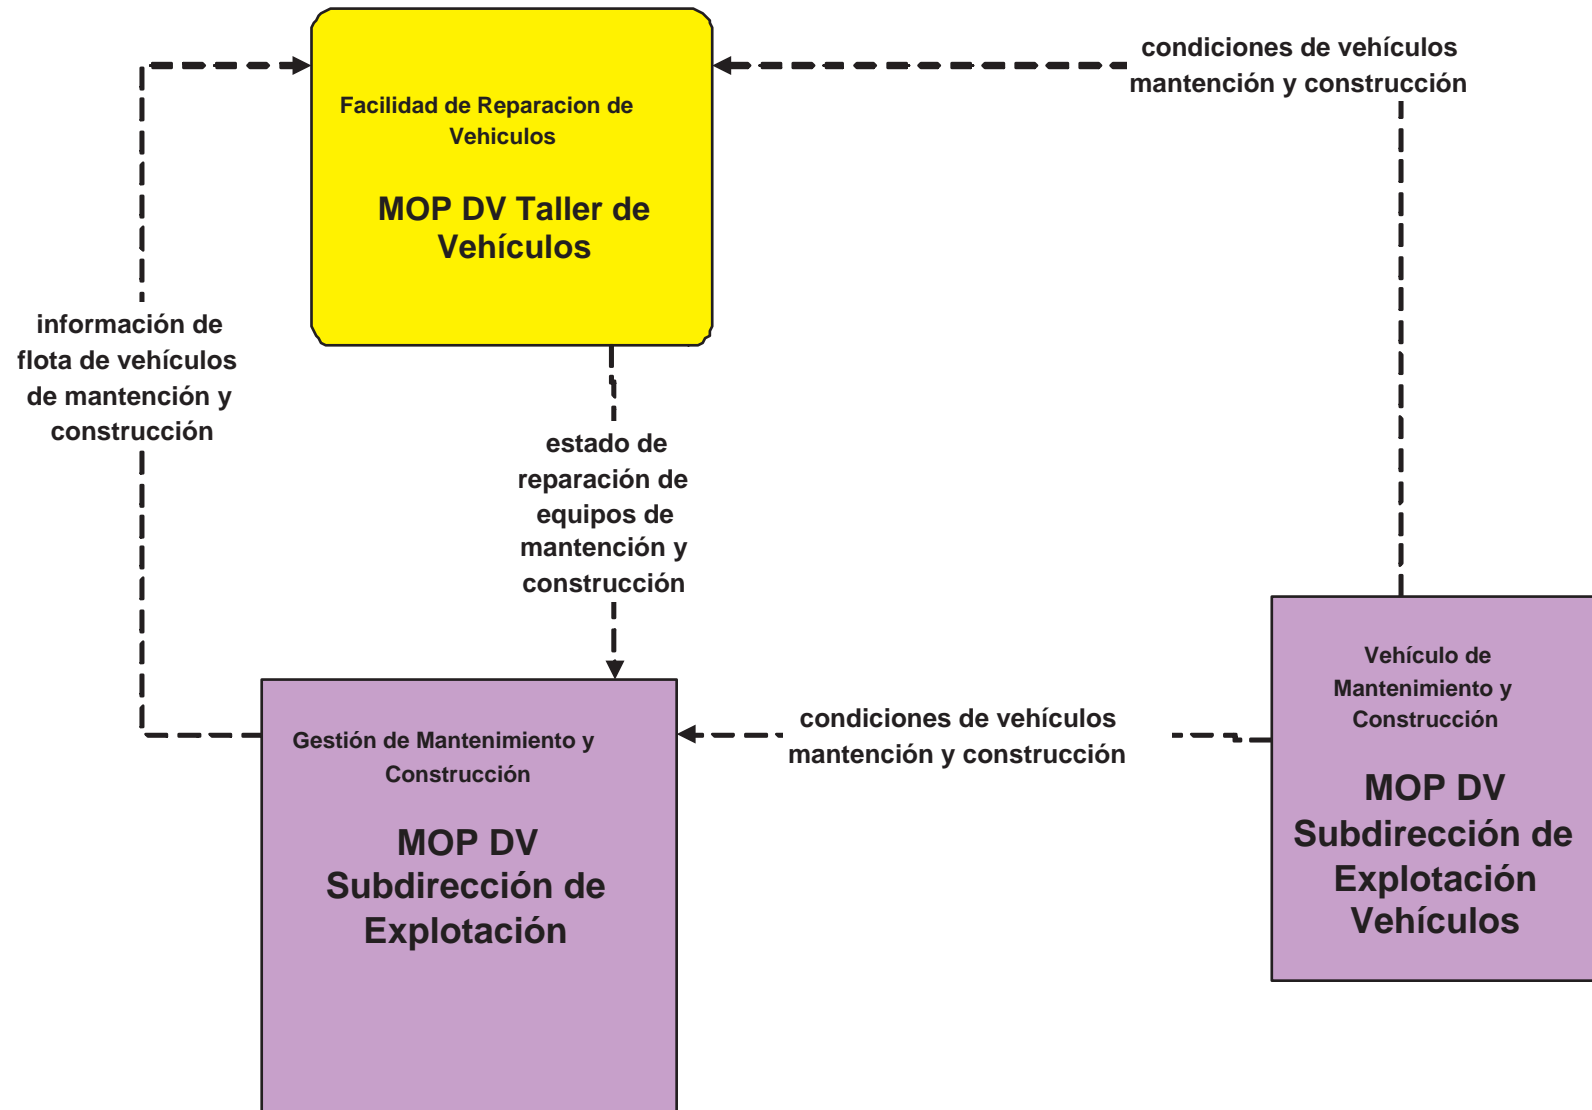 condiciones de vehículos
mantención y construcción
Facilidad de Reparacion de
Vehiculos
MOP DV Taller de
Vehículos
información de
flota de vehículos
de mantención y
construcción
estado de
reparación de
equipos de
mantención y
construcción
Vehículo de
Mantenimiento y
Construcción
MOP DV
Subdirección de
Explotación
Vehículos
condiciones de vehículos
mantención y construcción
Gestión de Mantenimiento y
Construcción
MOP DV
Subdirección de
Explotación